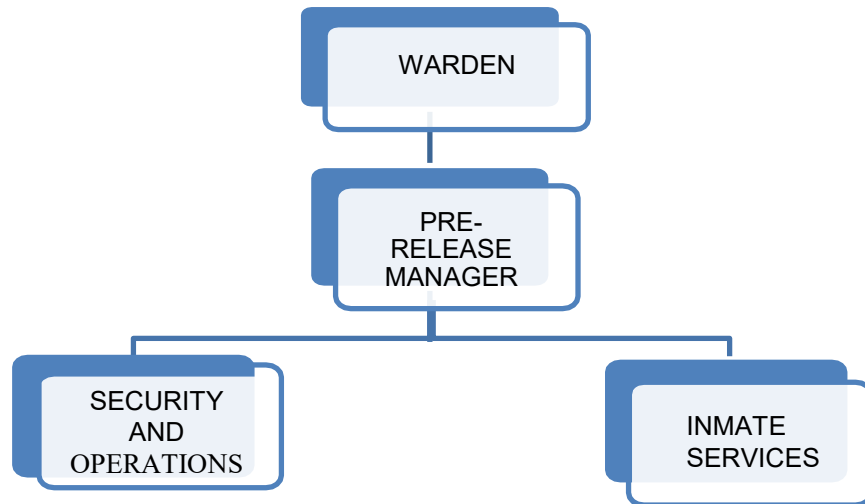 WARDEN
PRE-
RELEASE
MANAGER
SECURITY
AND
OPERATIONS
INMATE
SERVICES